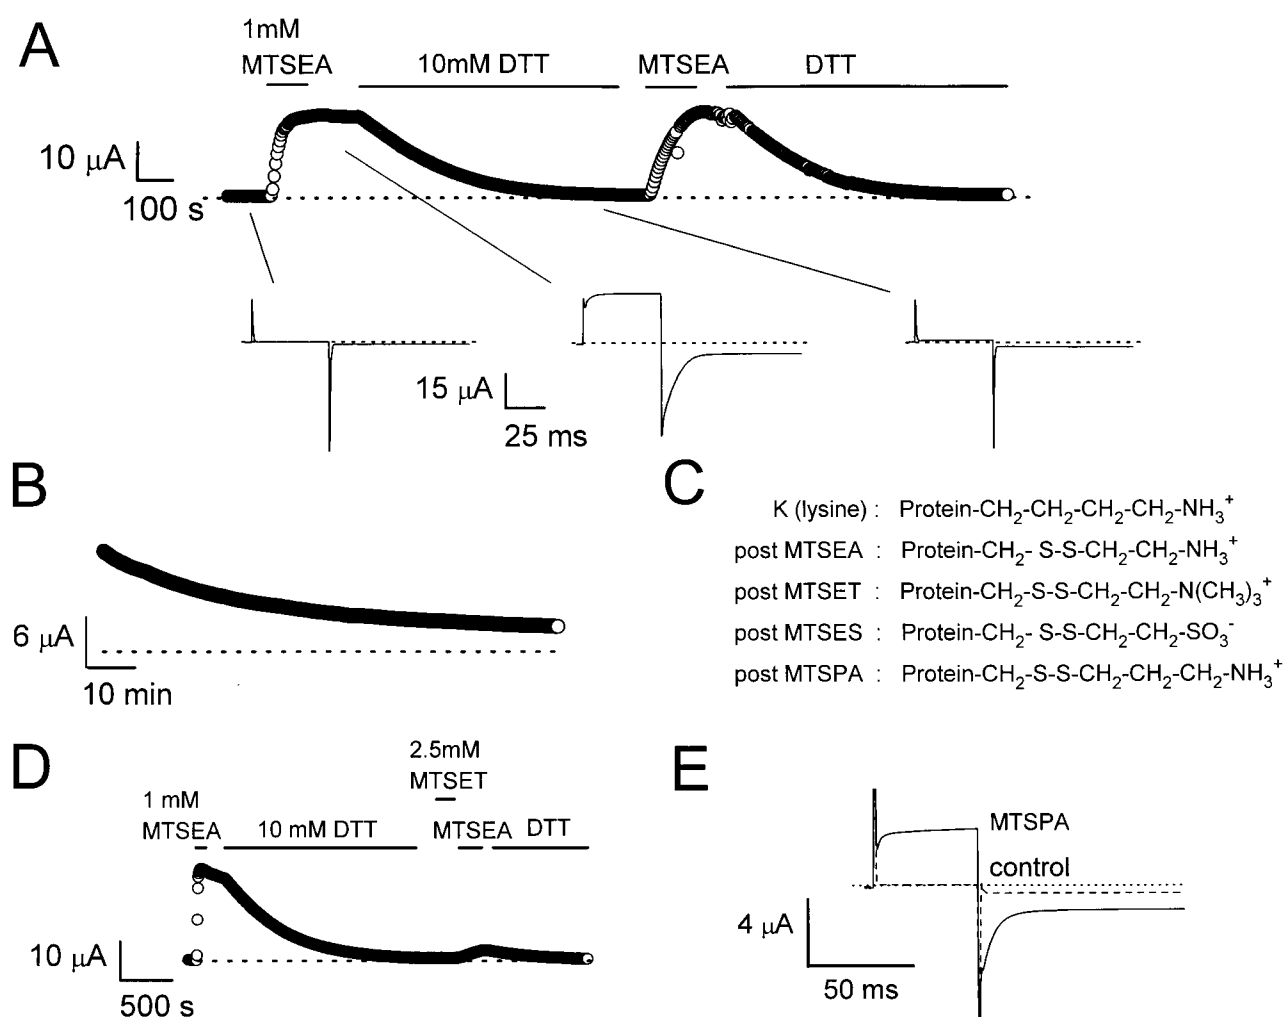 A
1mM
MTSEA
10mM DTT
MTSEA
DTT
10 μA
100 s
15 μA
25 ms
B
6 μA
10 min
C
K (lysine) : Protein-CH2-CH2-CH2-CH2-NH3+
post MTSEA : Protein-CH2- S-S-CH2-CH2-NH3+
post MTSET : Protein-CH2-S-S-CH2-CH2-N(CH3)3+
post MTSES : Protein-CH2- S-S-CH2-CH2-SO3-
post MTSPA : Protein-CH2-S-S-CH2-CH2-CH2-NH3+
D
2.5mM
MTSET
1 mM
MTSEA
10 mM DTT
MTSEA
DTT
10 μA
500 s
E
MTSPA
control
4 μA
50 ms